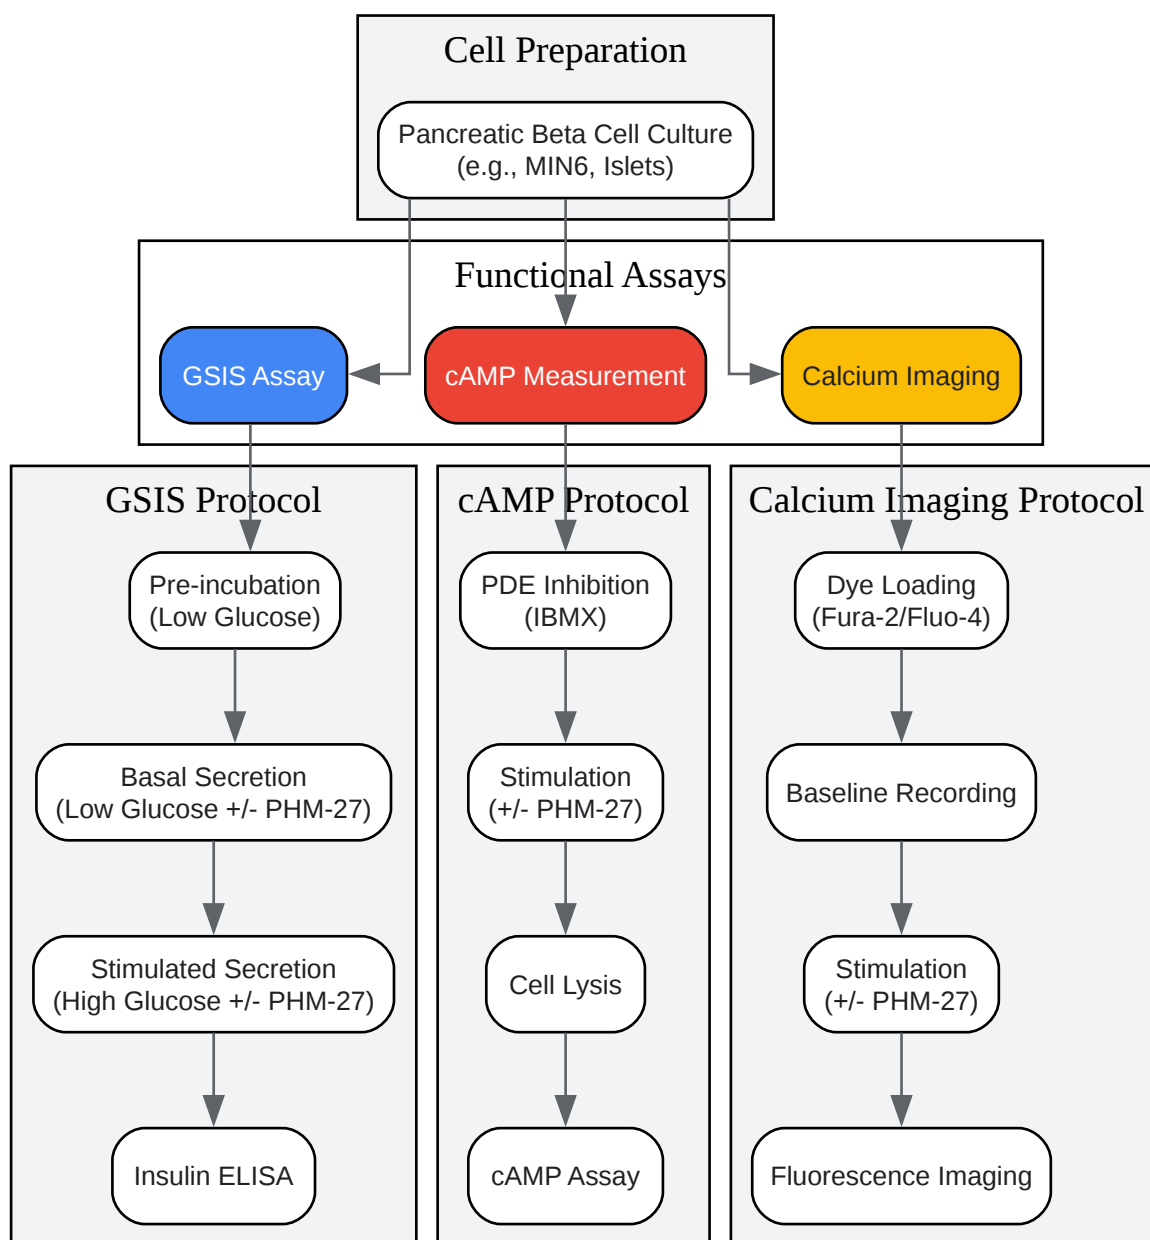 Cell Preparation
Pancreatic Beta Cell Culture
(e.g., MIN6, Islets)
Functional Assays
GSIS Assay
cAMP Measurement
Calcium Imaging
GSIS Protocol
Pre-incubation
(Low Glucose)
Basal Secretion
(Low Glucose +/- PHM-27)
Stimulated Secretion
(High Glucose +/- PHM-27)
Insulin ELISA
cAMP Protocol
PDE Inhibition
(IBMX)
Stimulation
(+/- PHM-27)
Cell Lysis
cAMP Assay
Calcium Imaging Protocol
Dye Loading
(Fura-2/Fluo-4)
Baseline Recording
Stimulation
(+/- PHM-27)
Fluorescence Imaging